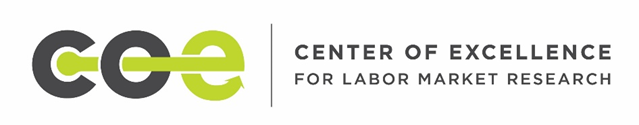 coe
CENTER OF EXCELLENCE
FOR LABOR MARKET RESEARCH